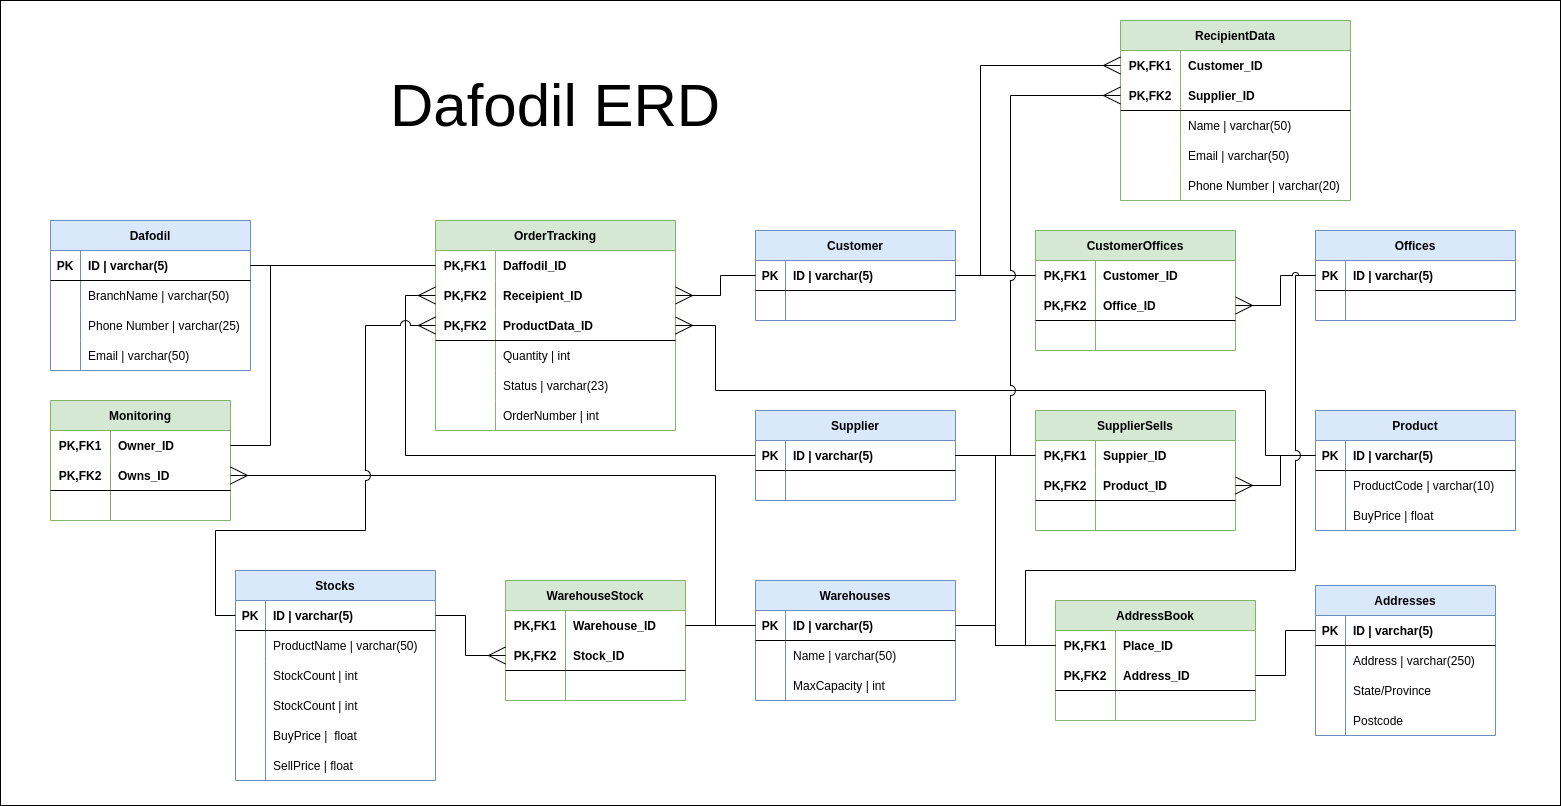 Dafodil ERD
RecipientData
PK,FK1 Customer_ID
PK,FK2 Supplier_ID
Name | varchar(50)
Email | varchar(50)
Phone Number | varchar(20)
Dafodil
PK ID | varchar(5)
BranchName | varchar(50)
Phone Number | varchar(25)
Email | varchar(50)
OrderTracking
PK,FK1 Dafodil_ID
PK,FK2 Receipient_ID
PK,FK2 ProductData_ID
Quantity | int
Status | varchar(23)
OrderNumber | int
Customer
PK ID | varchar(5)
CustomerOffices
PK,FK1 Customer_ID
PK,FK2 Office_ID
Offices
PK ID | varchar(5)
Monitoring
PK,FK1 Owner_ID
PK,FK2 Owns_ID
Supplier
PK ID | varchar(5)
SupplierSells
PK,FK1 Suppier_ID
PK,FK2 Product_ID
Product
PK ID | varchar(5)
ProductCode | varchar(10)
BuyPrice | float
Stocks
PK ID | varchar(5)
ProductName | varchar(50)
StockCount | int
StockCount | int
BuyPrice |  float
SellPrice | float
WarehouseStock
PK,FK1 Warehouse_ID
PK,FK2 Stock_ID
Warehouses
PK ID | varchar(5)
Name | varchar(50)
MaxCapacity | int
AddressBook
PK,FK1 Place_ID
PK,FK2 Address_ID
Addresses
PK ID | varchar(5)
Address | varchar(250)
State/Province
Postcode